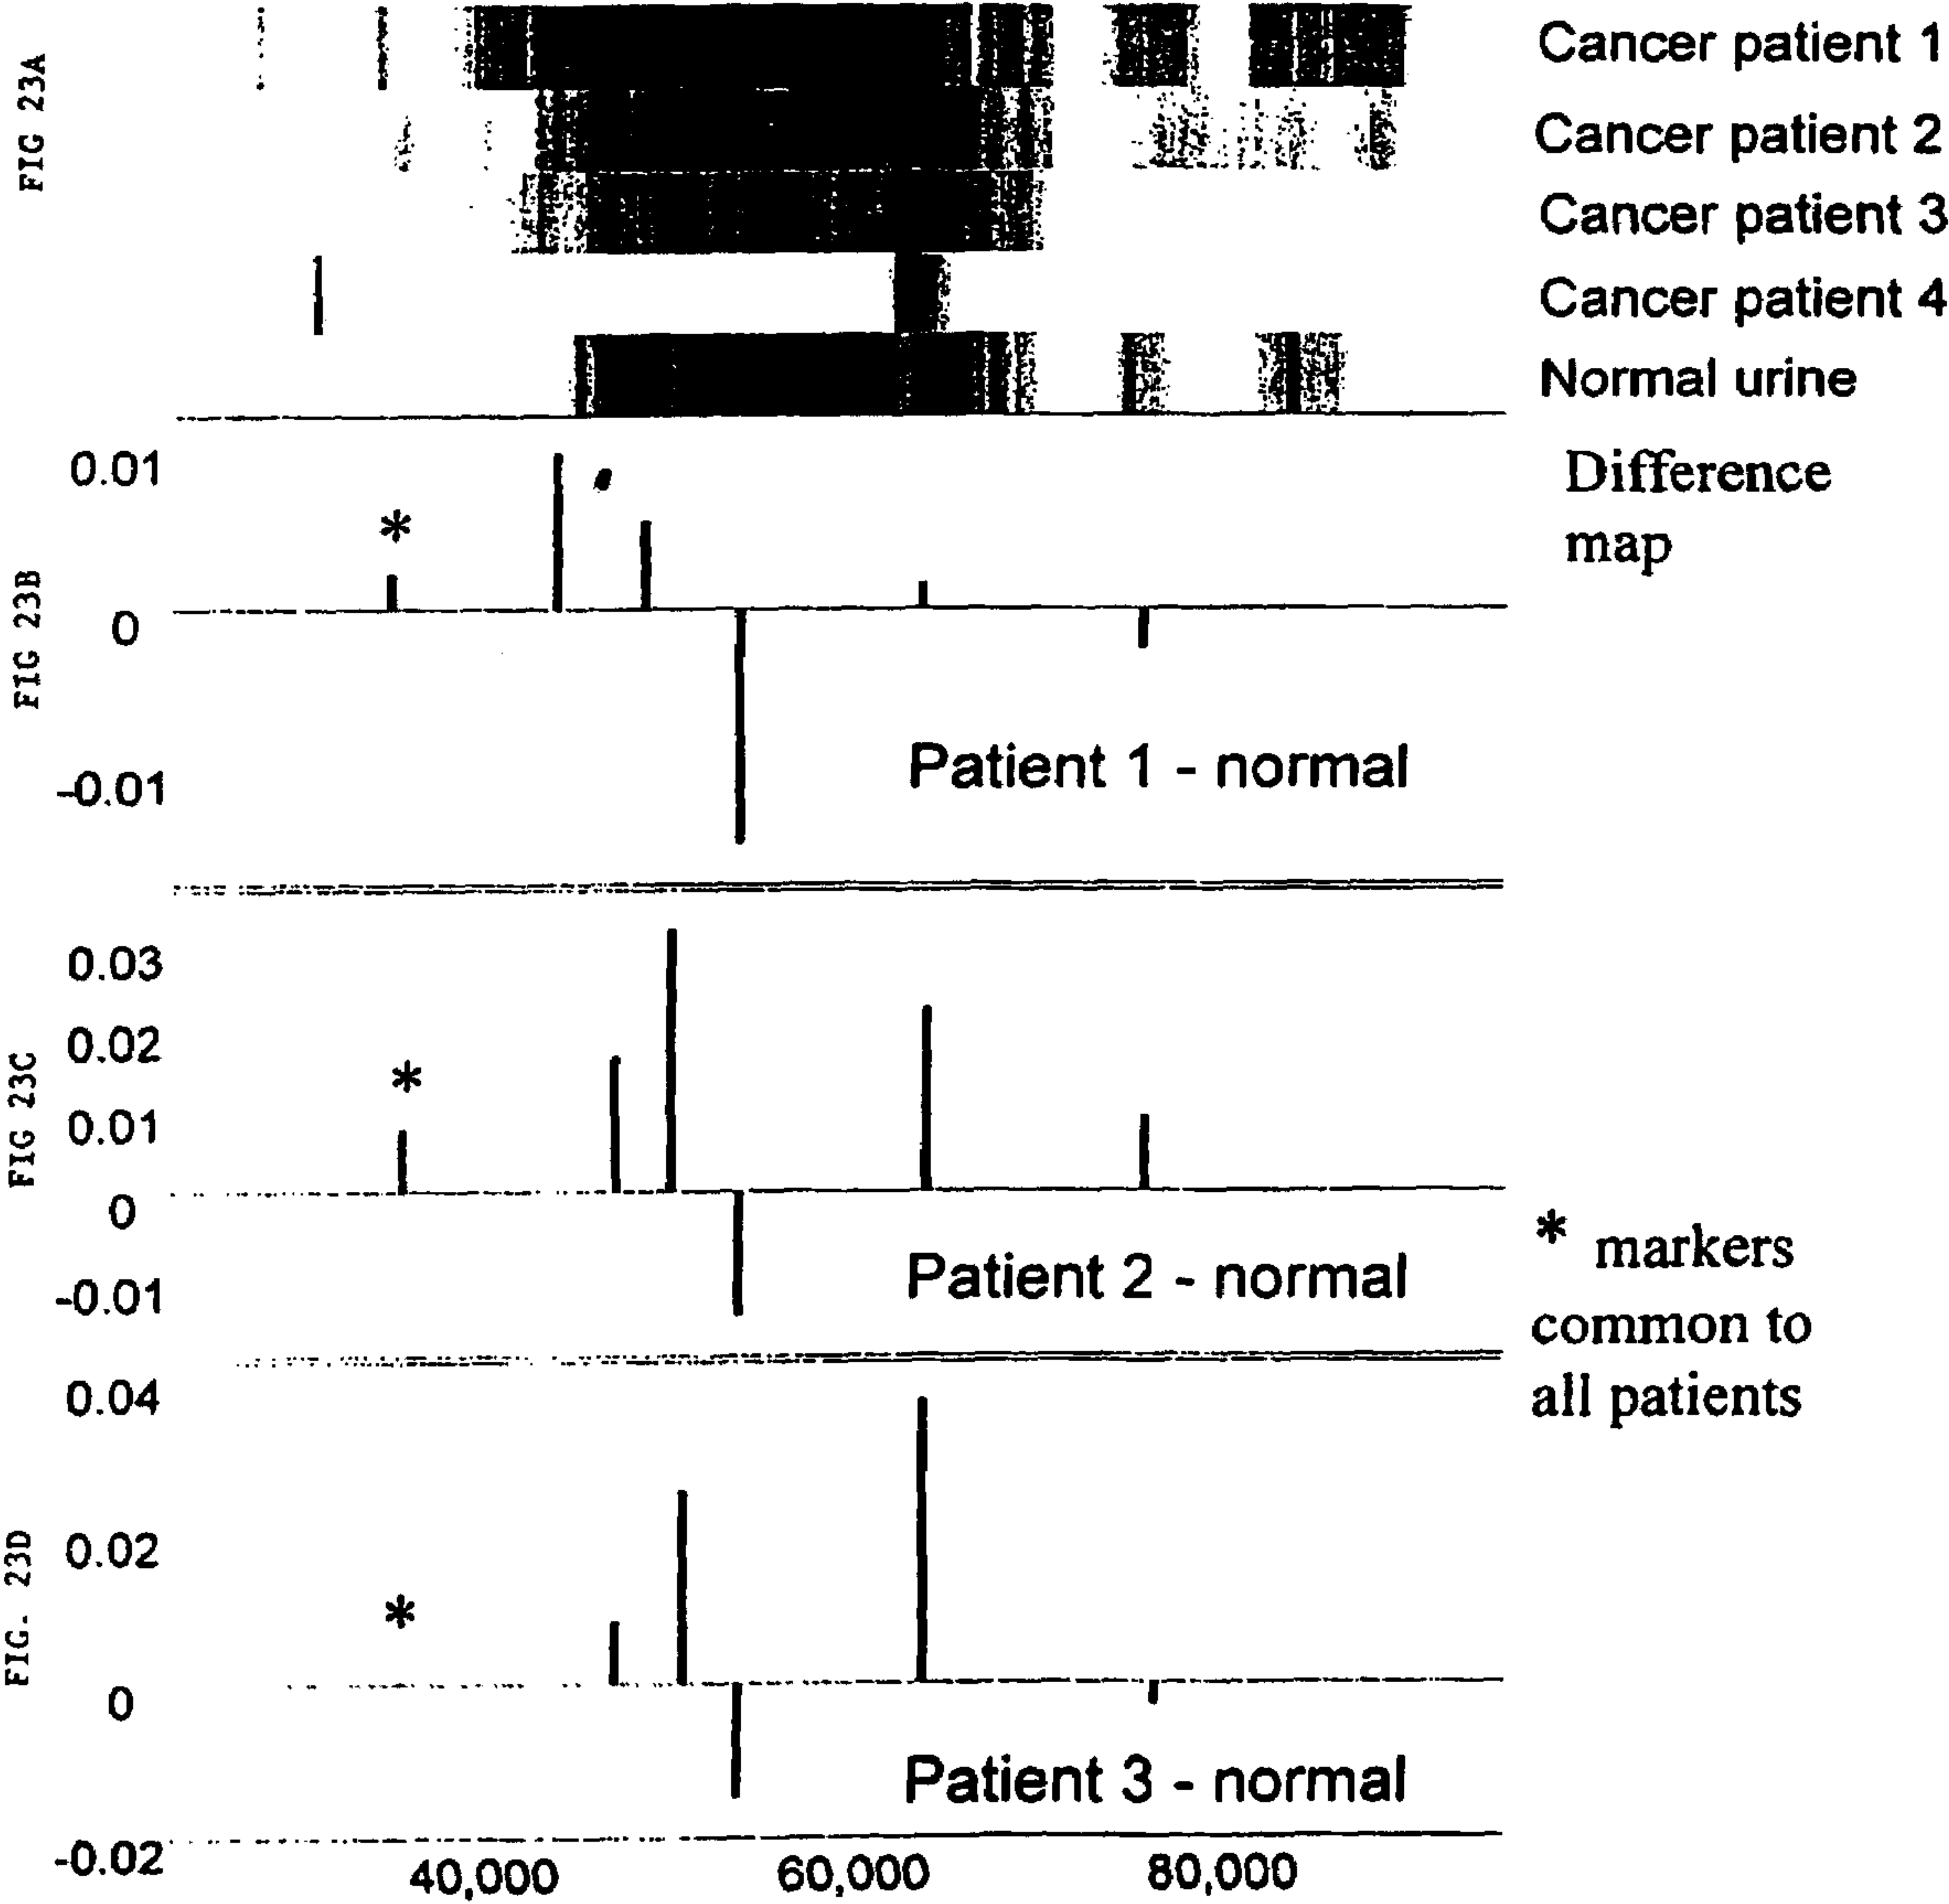 FIG 23A
Cancer patient 1
Cancer patient 2
Cancer patient 3
Cancer patient 4
Normal urine
FIG 23B
0.01
0
-0.01
*
Difference
map
Patient 1 - normal
FIG 23C
0.03
0.02
0.01
0
-0.01
*
Patient 2 - normal
* markers
common to
all patients
FIG. 23D
0.04
0.02
0
-0.02
*
Patient 3 - normal
40,000 60,000 80,000